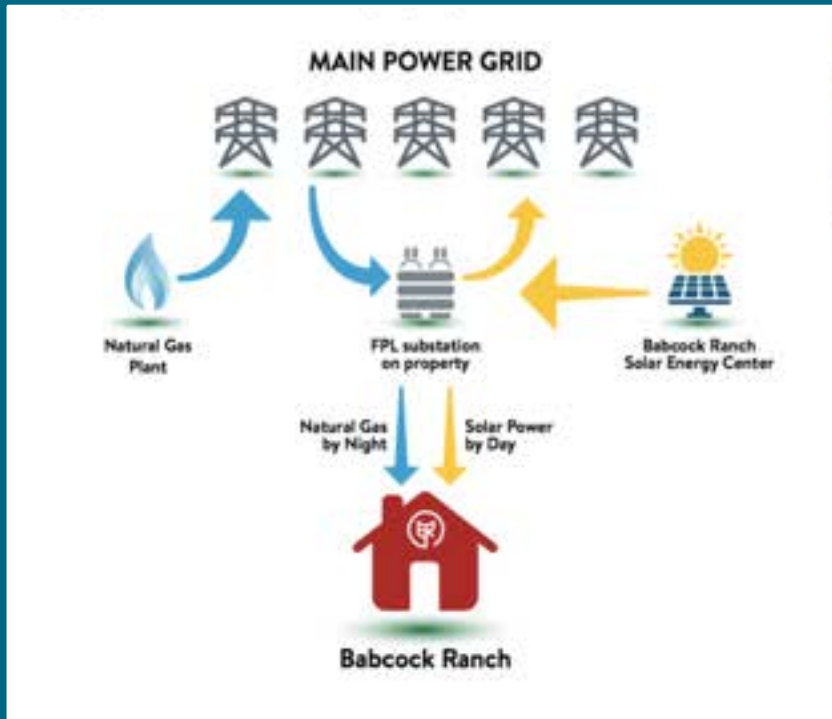 MAIN POWER GRID
Natural Gas
Plant
FPL substation
on property
Babcock Ranch
Solar Energy Center
Natural Gas
by Night
Solar Power
by Day
Babcock Ranch